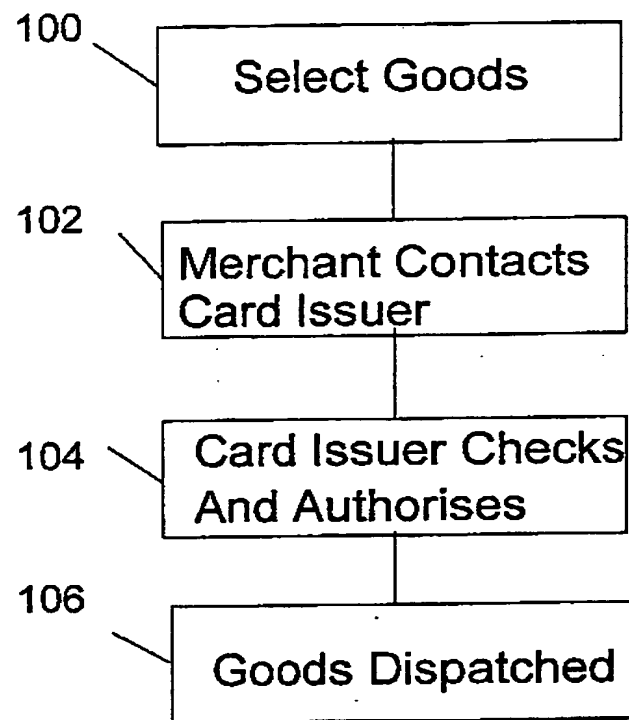 100
Select Goods
102
Merchant Contacts
Card Issuer
104
Card Issuer Checks
And Authorises
106
Goods Dispatched